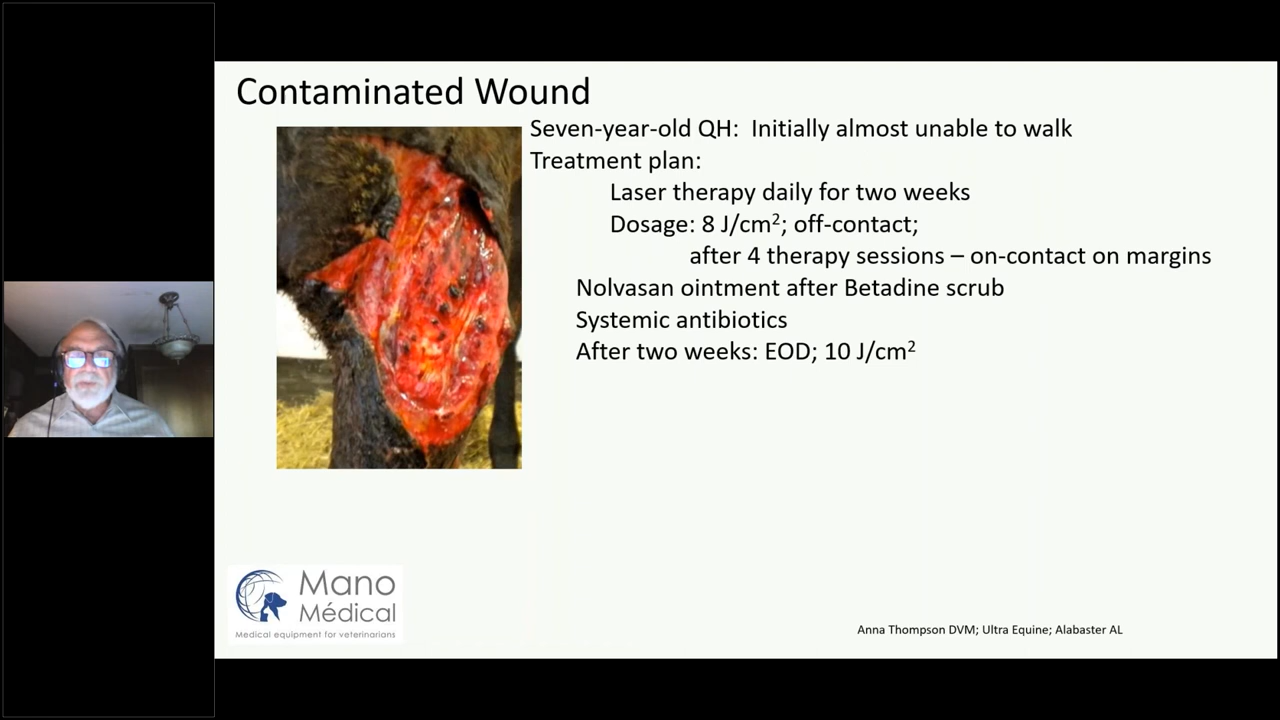 Contaminated Wound
Seven-year-old QH:  Initially almost unable to walk
Treatment plan:
Laser therapy daily for two weeks
Dosage: 8 J/cm²; off-contact;
after 4 therapy sessions – on-contact on margins
Nolvasan ointment after Betadine scrub
Systemic antibiotics
After two weeks: EOD; 10 J/cm²
Mano
Médical
Medical equipment for veterinarians
Anna Thompson DVM; Ultra Equine; Alabaster AL